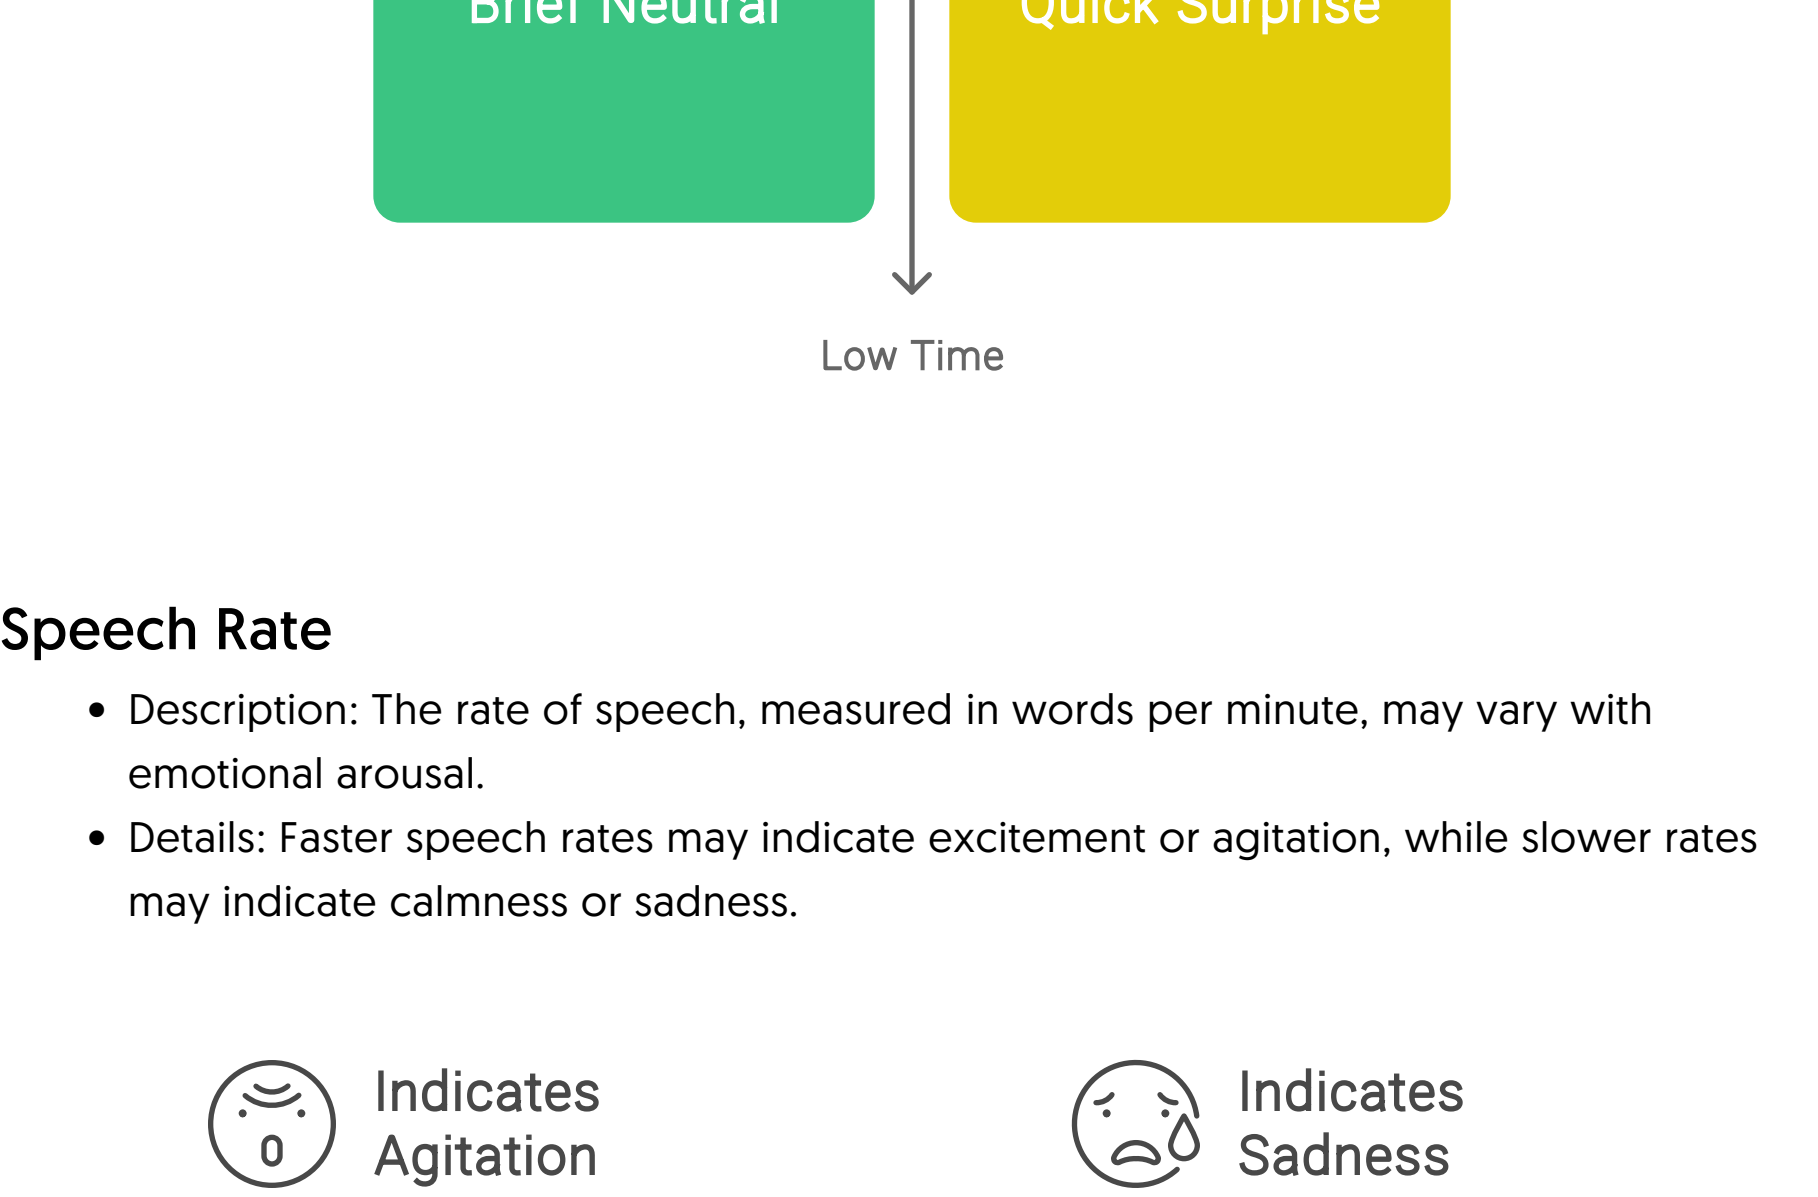 Brief Neutral
Quick Surprise
Low Time
Speech Rate
• Description: The rate of speech, measured in words per minute, may vary with
emotional arousal.
• Details: Faster speech rates may indicate excitement or agitation, while slower rates
may indicate calmness or sadness.
Indicates
Agitation
Indicates
Sadness